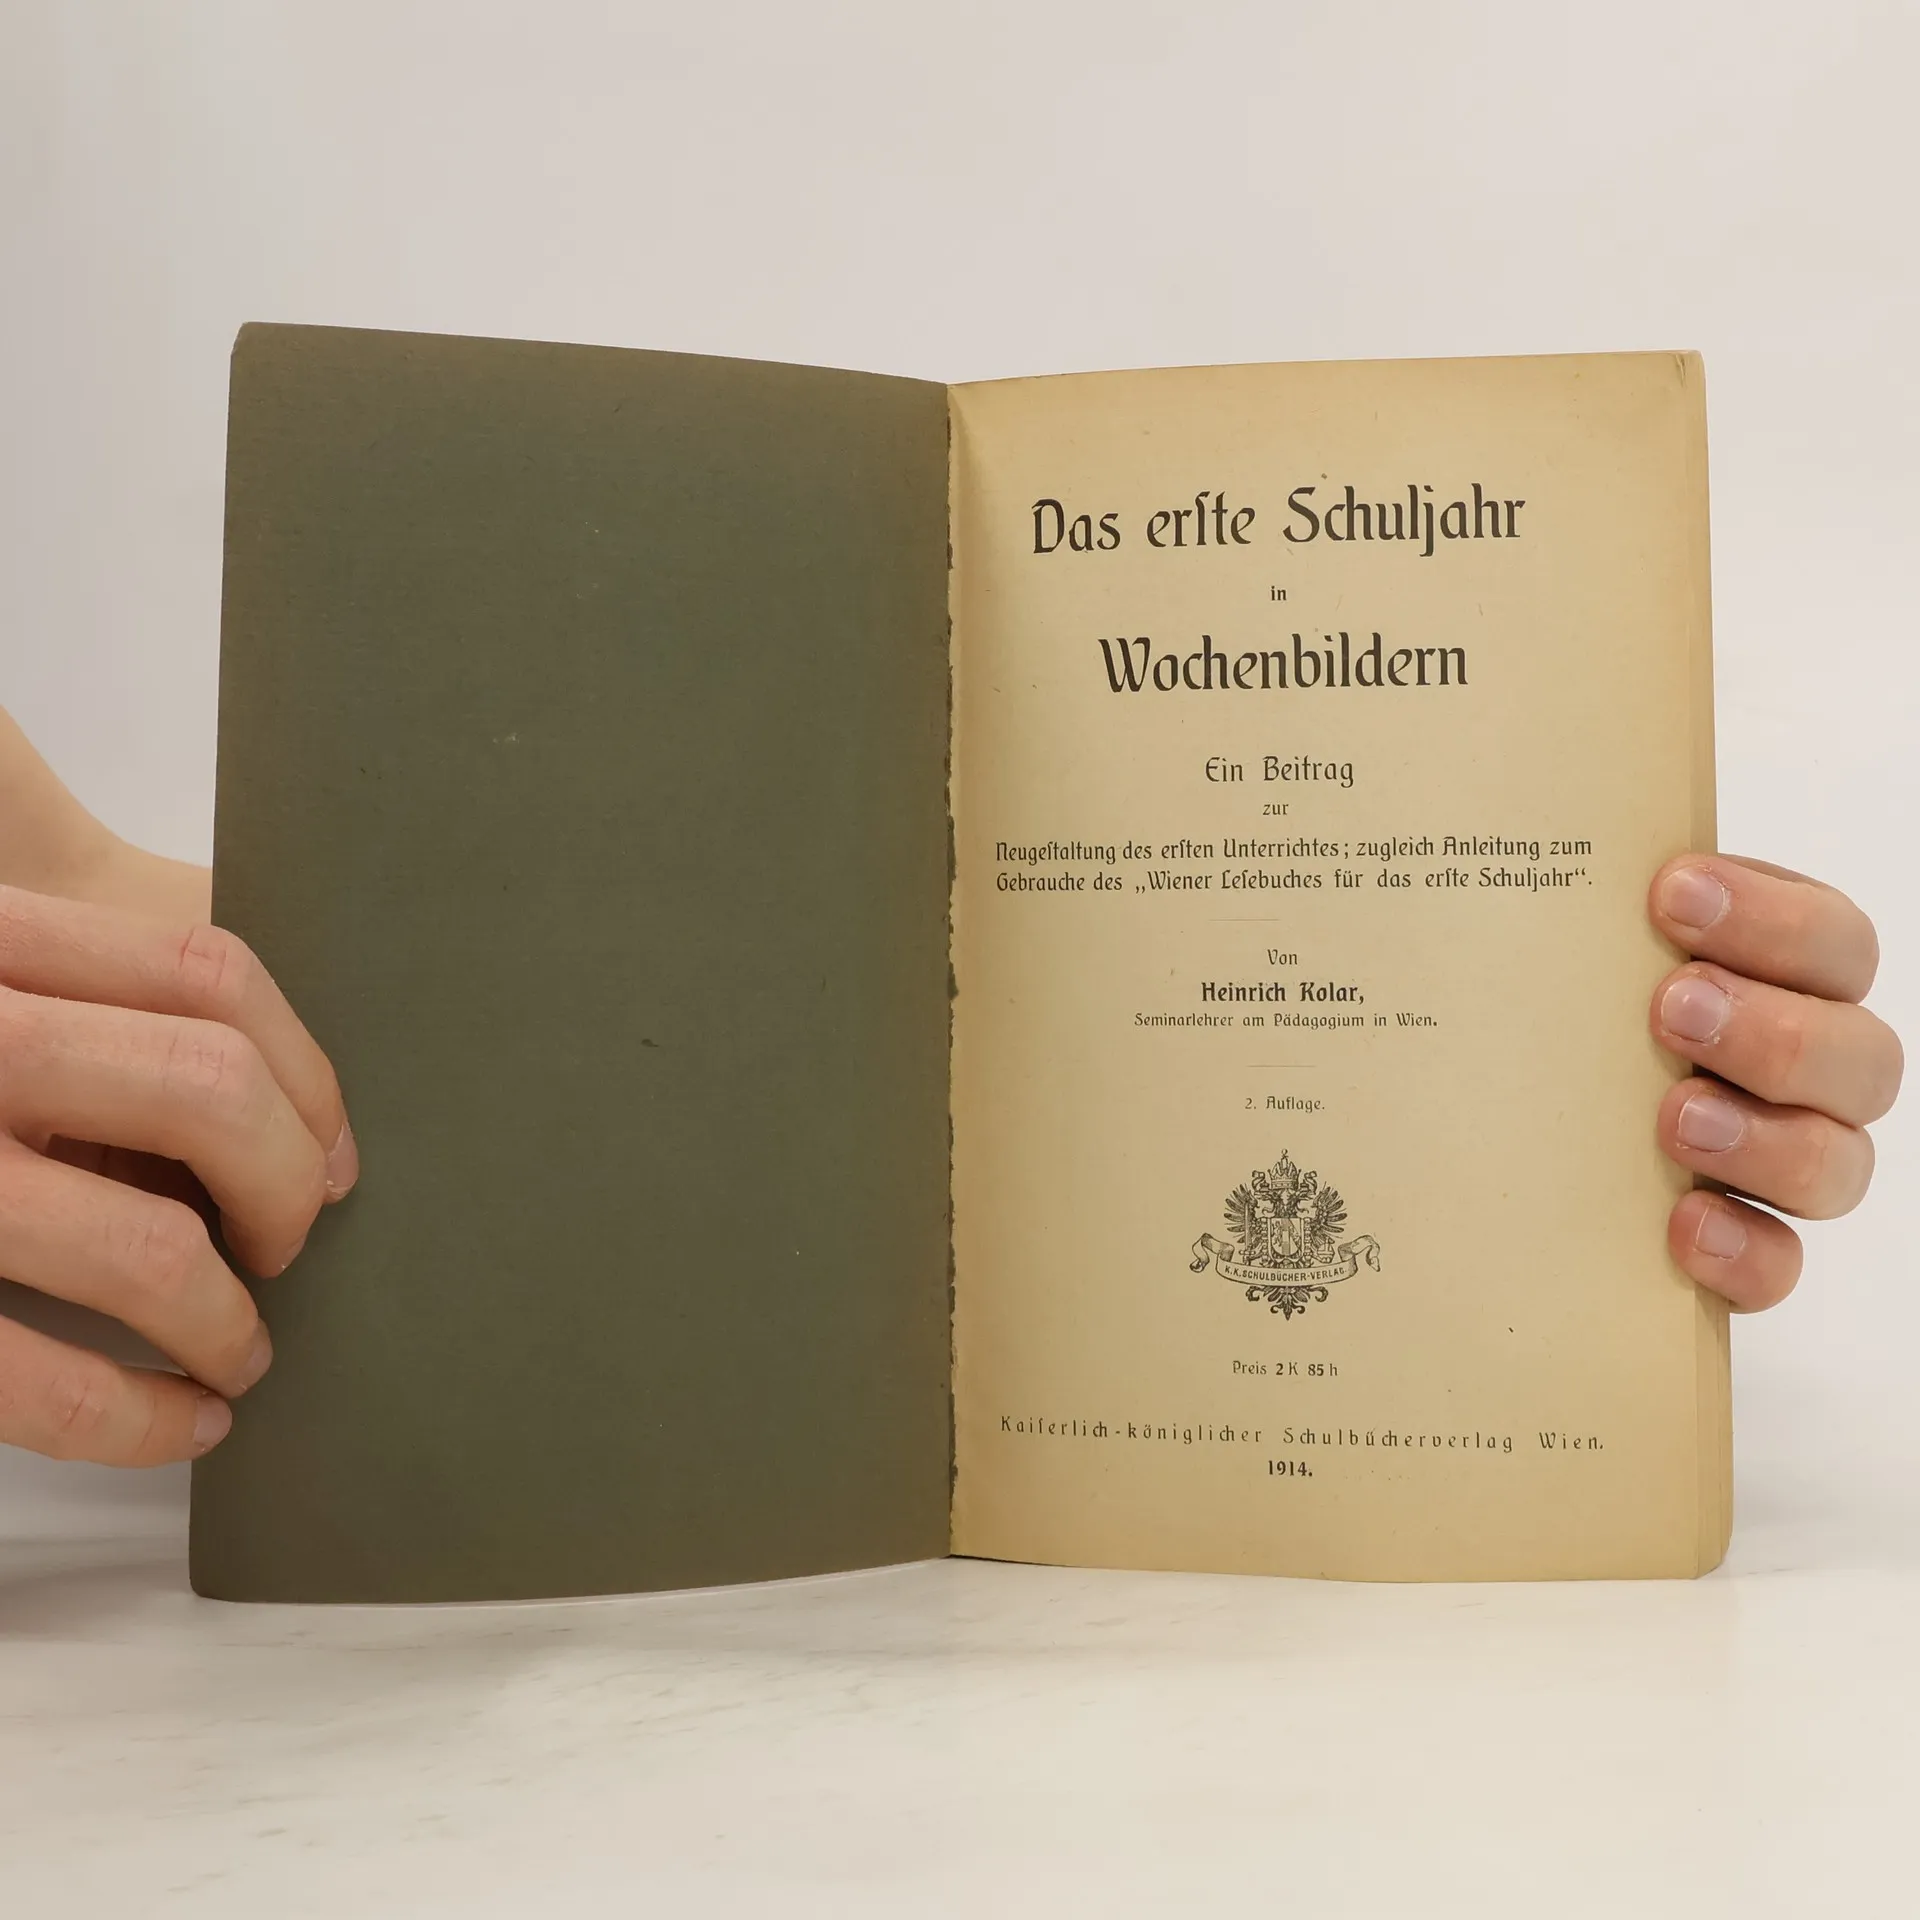 Das erſte Schuljahr
in
Wochenbildern
Ein Beitrag
zur
Neugeſtaltung des erſten Unterrichtes; zugleich Anleitung zum
Gebrauche des „Wiener Leſebuches für das erſte Schuljahr“.
Von
Heinrich Kolar,
Seminarlehrer am Pädagogium in Wien.
2. Auflage.
K.K. SCHULBÜCHER-VERLAG.
Preis 2 K 85 h
Kaiſerlich-königlicher Schulbücherverlag Wien.
1914.